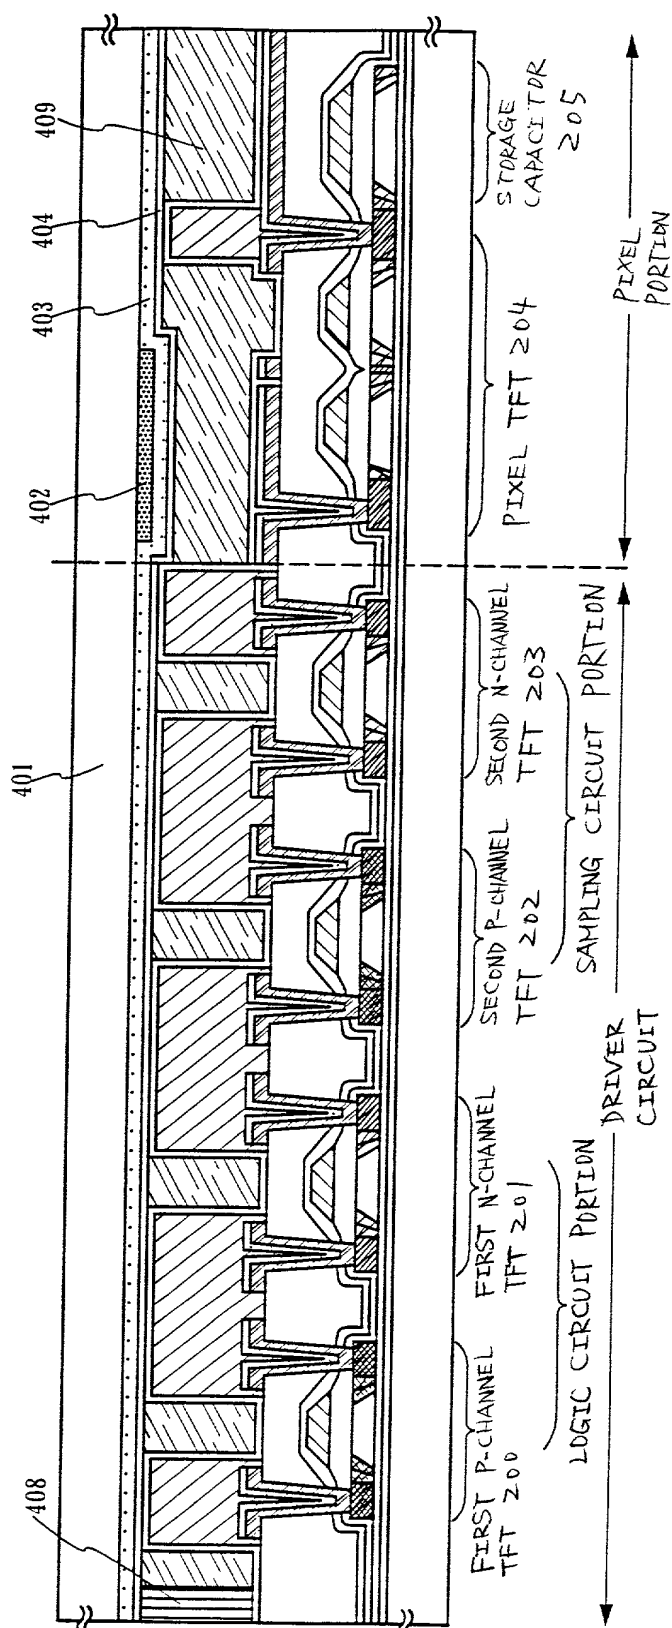 408
401
402
403
404
409
FIRST P-CHANNEL
TFT 200
FIRST N-CHANNEL
TFT 201
SECOND P-CHANNEL
TFT 202
SECOND N-CHANNEL
TFT 203
PIXEL TFT 204
STORAGE
CAPACITOR
205
LOGIC CIRCUIT PORTION
SAMPLING CIRCUIT PORTION
DRIVER
CIRCUIT
PIXEL
PORTION